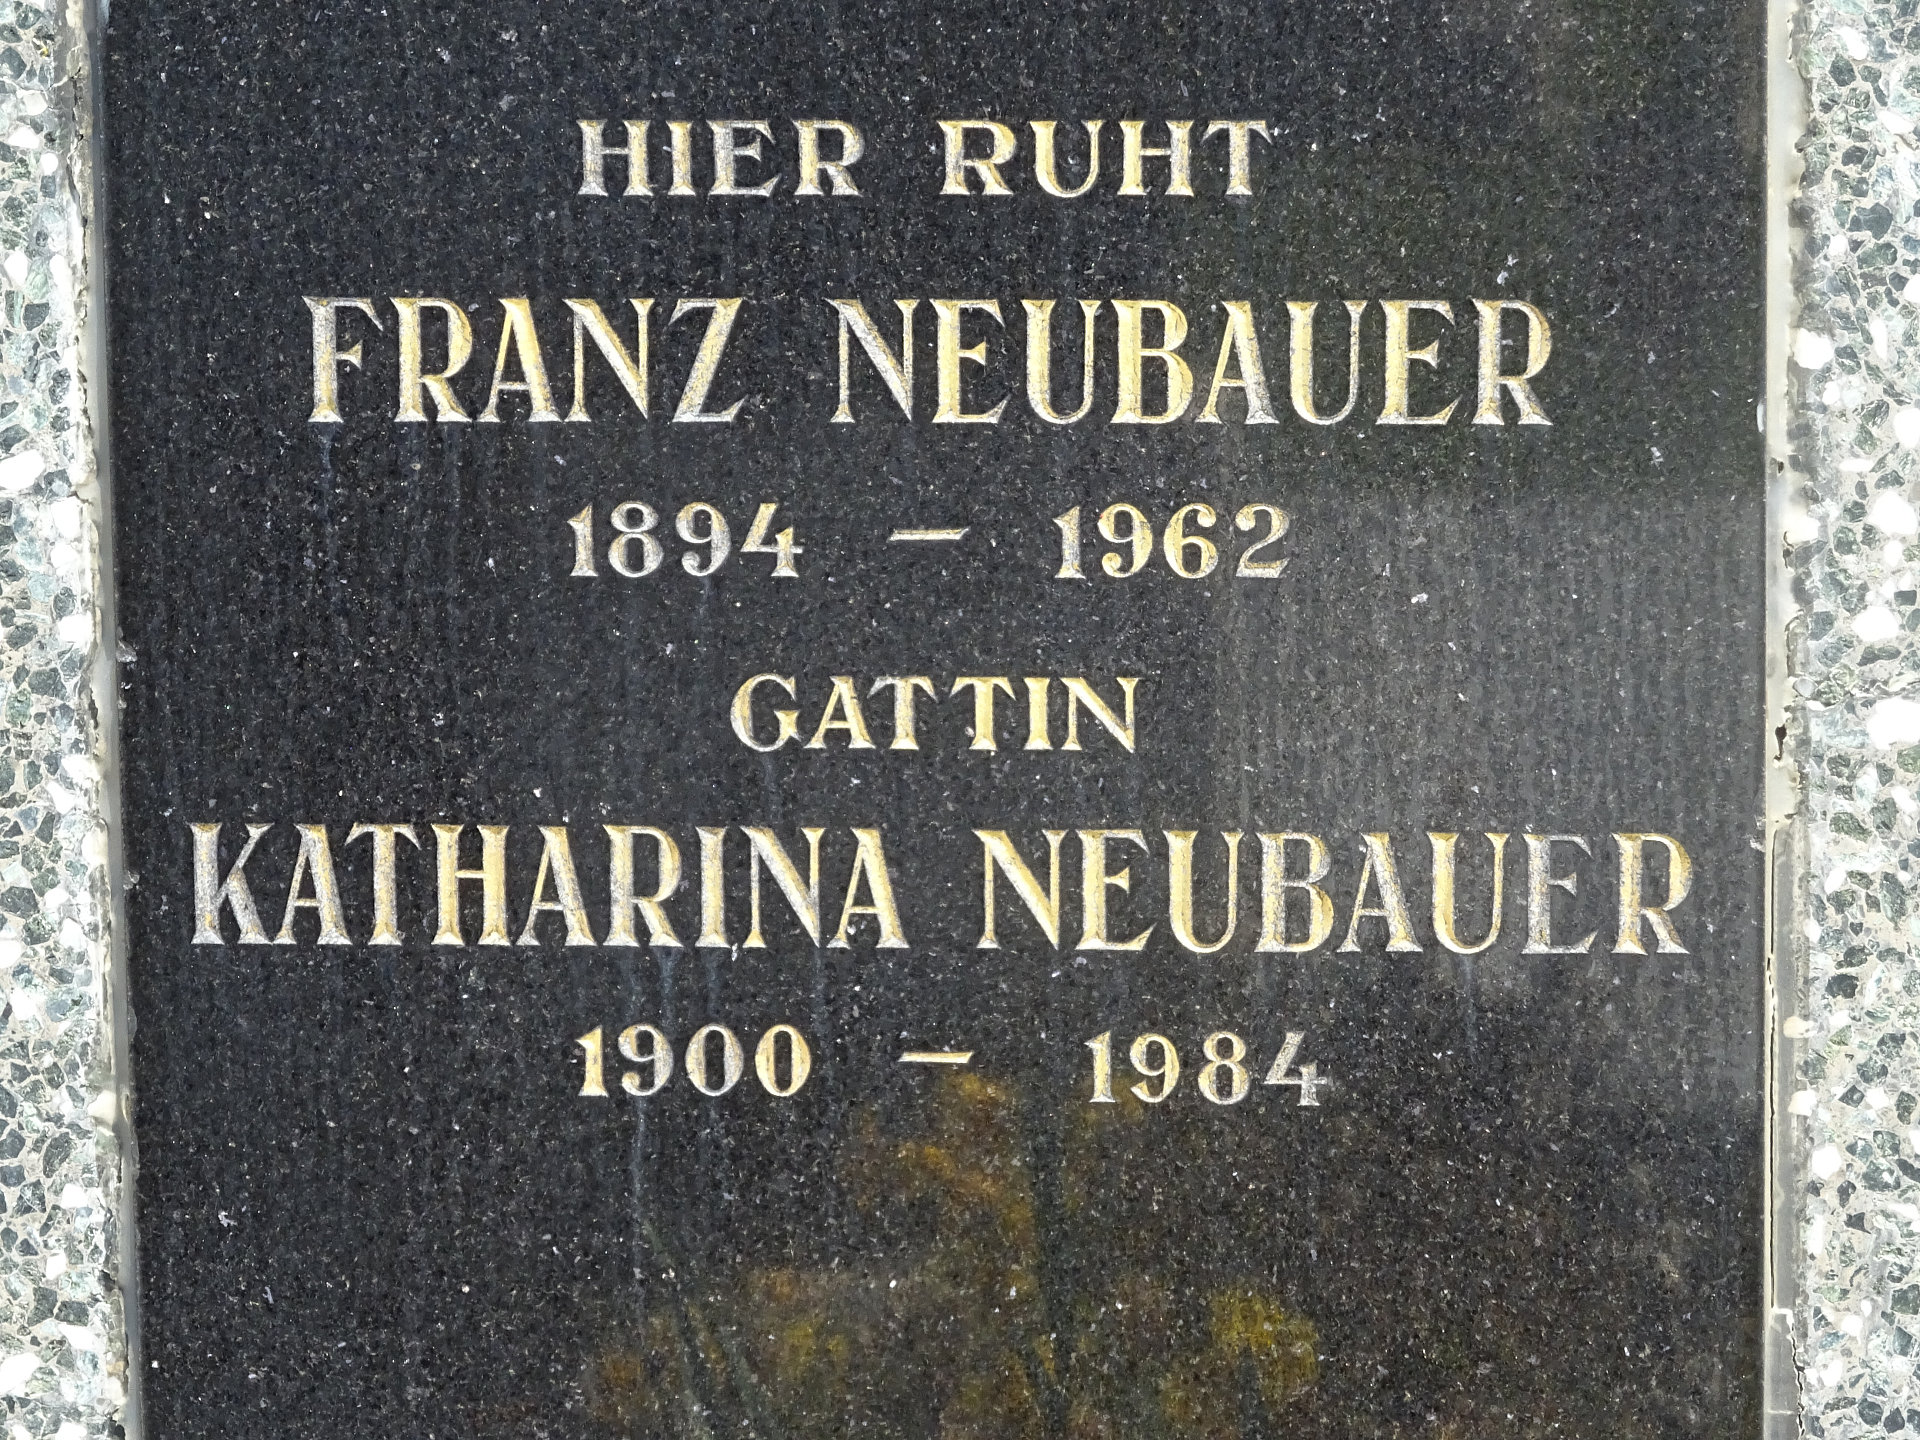 HIER RUHT
FRANZ NEUBAUER
1894 – 1962
GATTIN
KATHARINA NEUBAUER
1900 – 1984